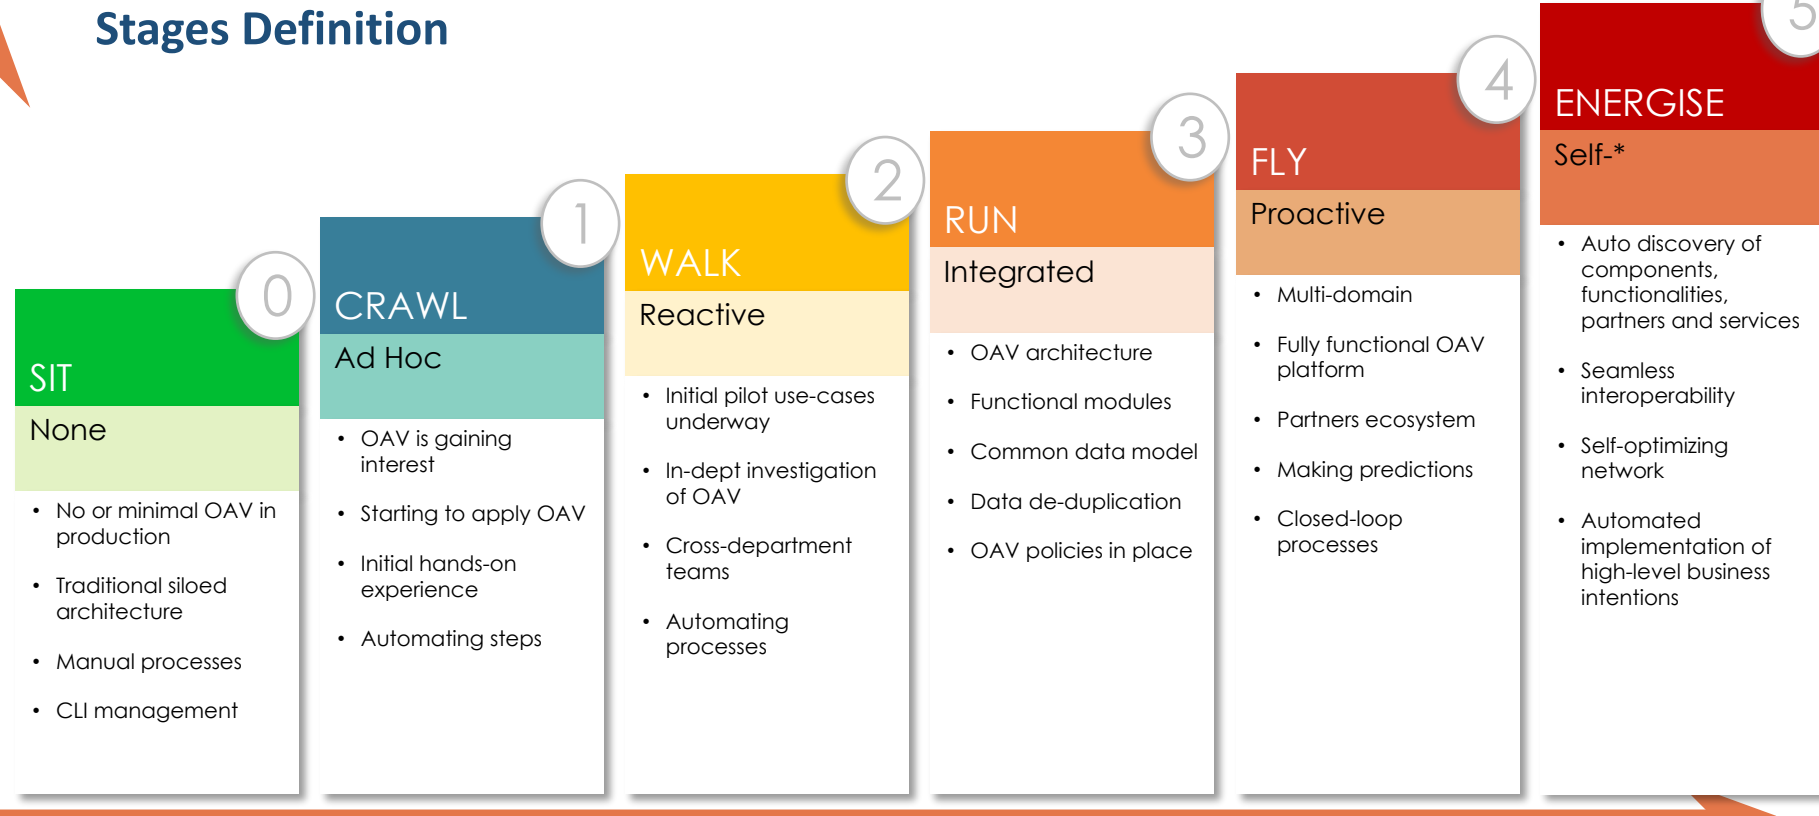 Stages Definition
0
SIT
None
• No or minimal OAV in
production
• Traditional siloed
architecture
• Manual processes
• CLI management
1
CRAWL
Ad Hoc
• OAV is gaining
interest
• Starting to apply OAV
• Initial hands-on
experience
• Automating steps
2
WALK
Reactive
• Initial pilot use-cases
underway
• In-dept investigation
of OAV
• Cross-department
teams
• Automating
processes
3
RUN
Integrated
• OAV architecture
• Functional modules
• Common data model
• Data de-duplication
• OAV policies in place
4
FLY
Proactive
• Multi-domain
• Fully functional OAV
platform
• Partners ecosystem
• Making predictions
• Closed-loop
processes
5
ENERGISE
Self-*
• Auto discovery of
components,
functionalities,
partners and services
• Seamless
interoperability
• Self-optimizing
network
• Automated
implementation of
high-level business
intentions